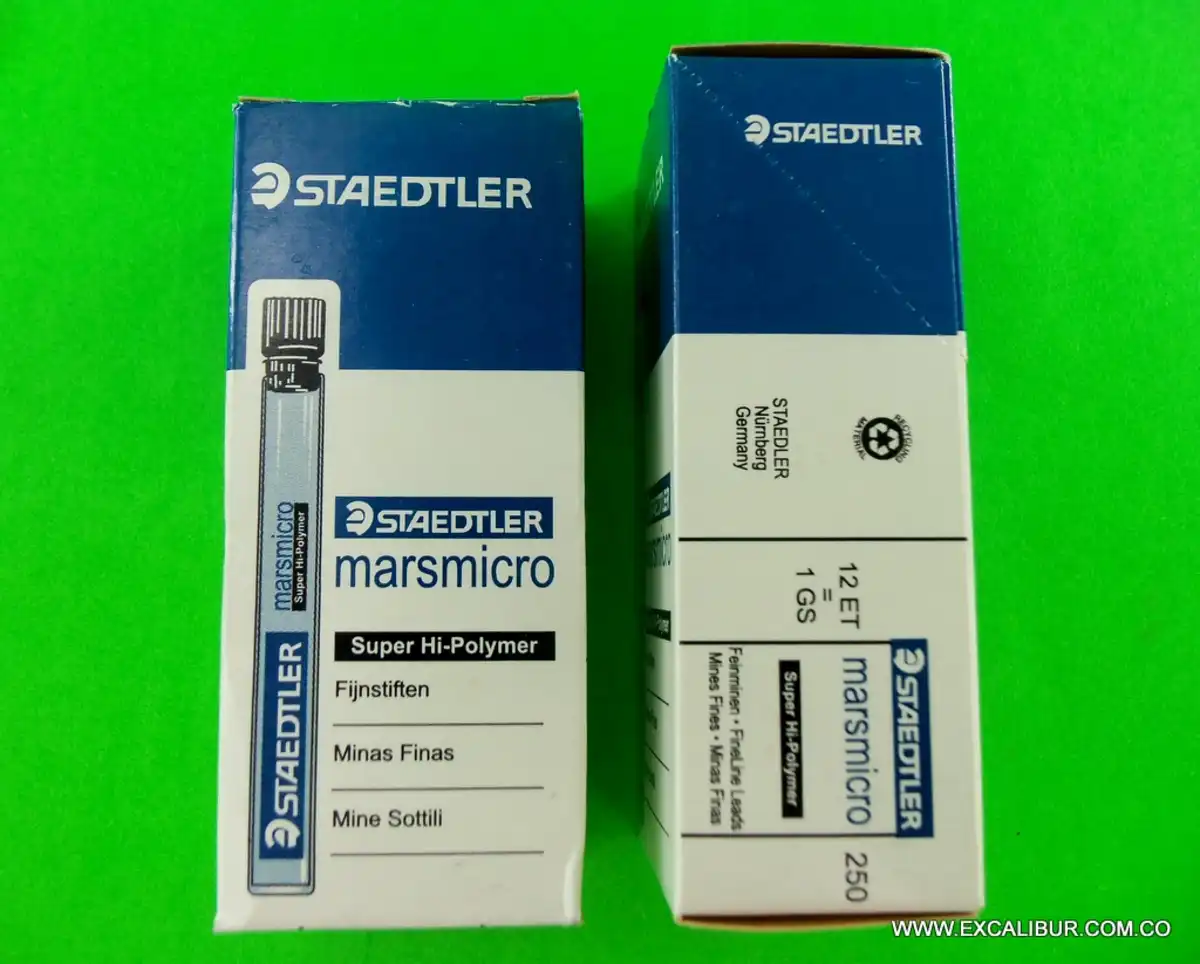 STAEDTLER
marsmicro
Super Hi-Polymer
STAEDTLER
STAEDTLER
marsmicro
Super Hi-Polymer
Fijnstiften
Minas Finas
Mine Sottili
STAEDTLER
STAEDLER
Nürnberg
Germany
12 ET
=
1 GS
STAEDTLER
marsmicro 250
Super Hi-Polymer
Feinminen • FineLine Leads
Mines Fines • Minas Finas
WWW.EXCALIBUR.COM.CO